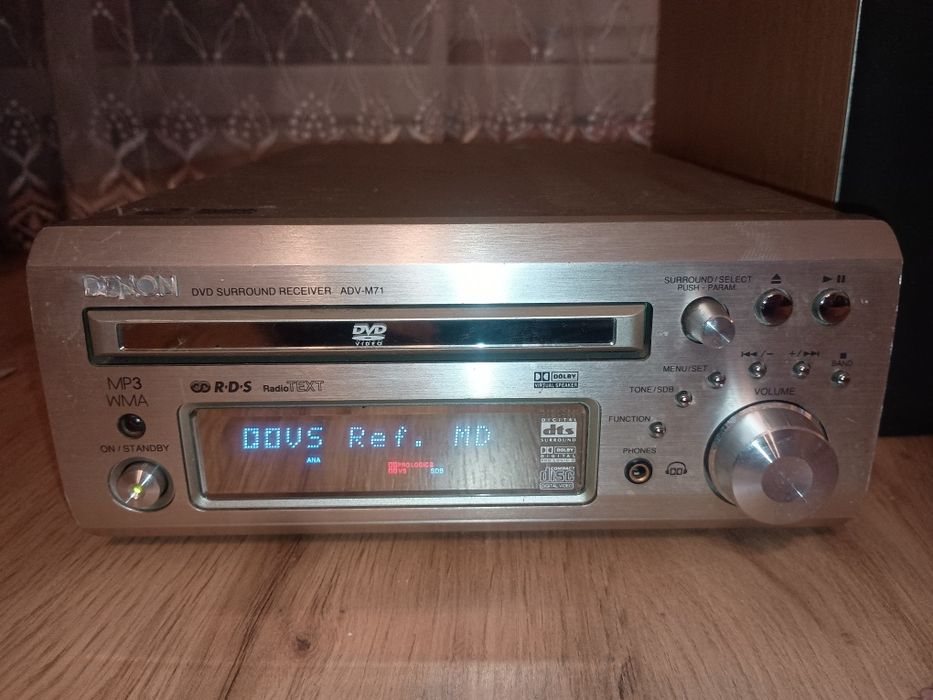 DENON
DVD SURROUND RECEIVER ADV-M71
SURROUND/SELECT
PUSH - PARAM.
DVD
VIDEO
MP3
WMA
R·D·S RadioTEXT
DOLBY
VIRTUAL SPEAKER
MENU/SET
TONE/SDB
BAND
VOLUME
FUNCTION
PHONES
ON / STANDBY
VS Ref. MD
ANA
PROLOGIC
VS
SDB
DIGITAL
dts
SURROUND
DOLBY
DIGITAL
COMPACT
disc
DIGITAL VIDEO